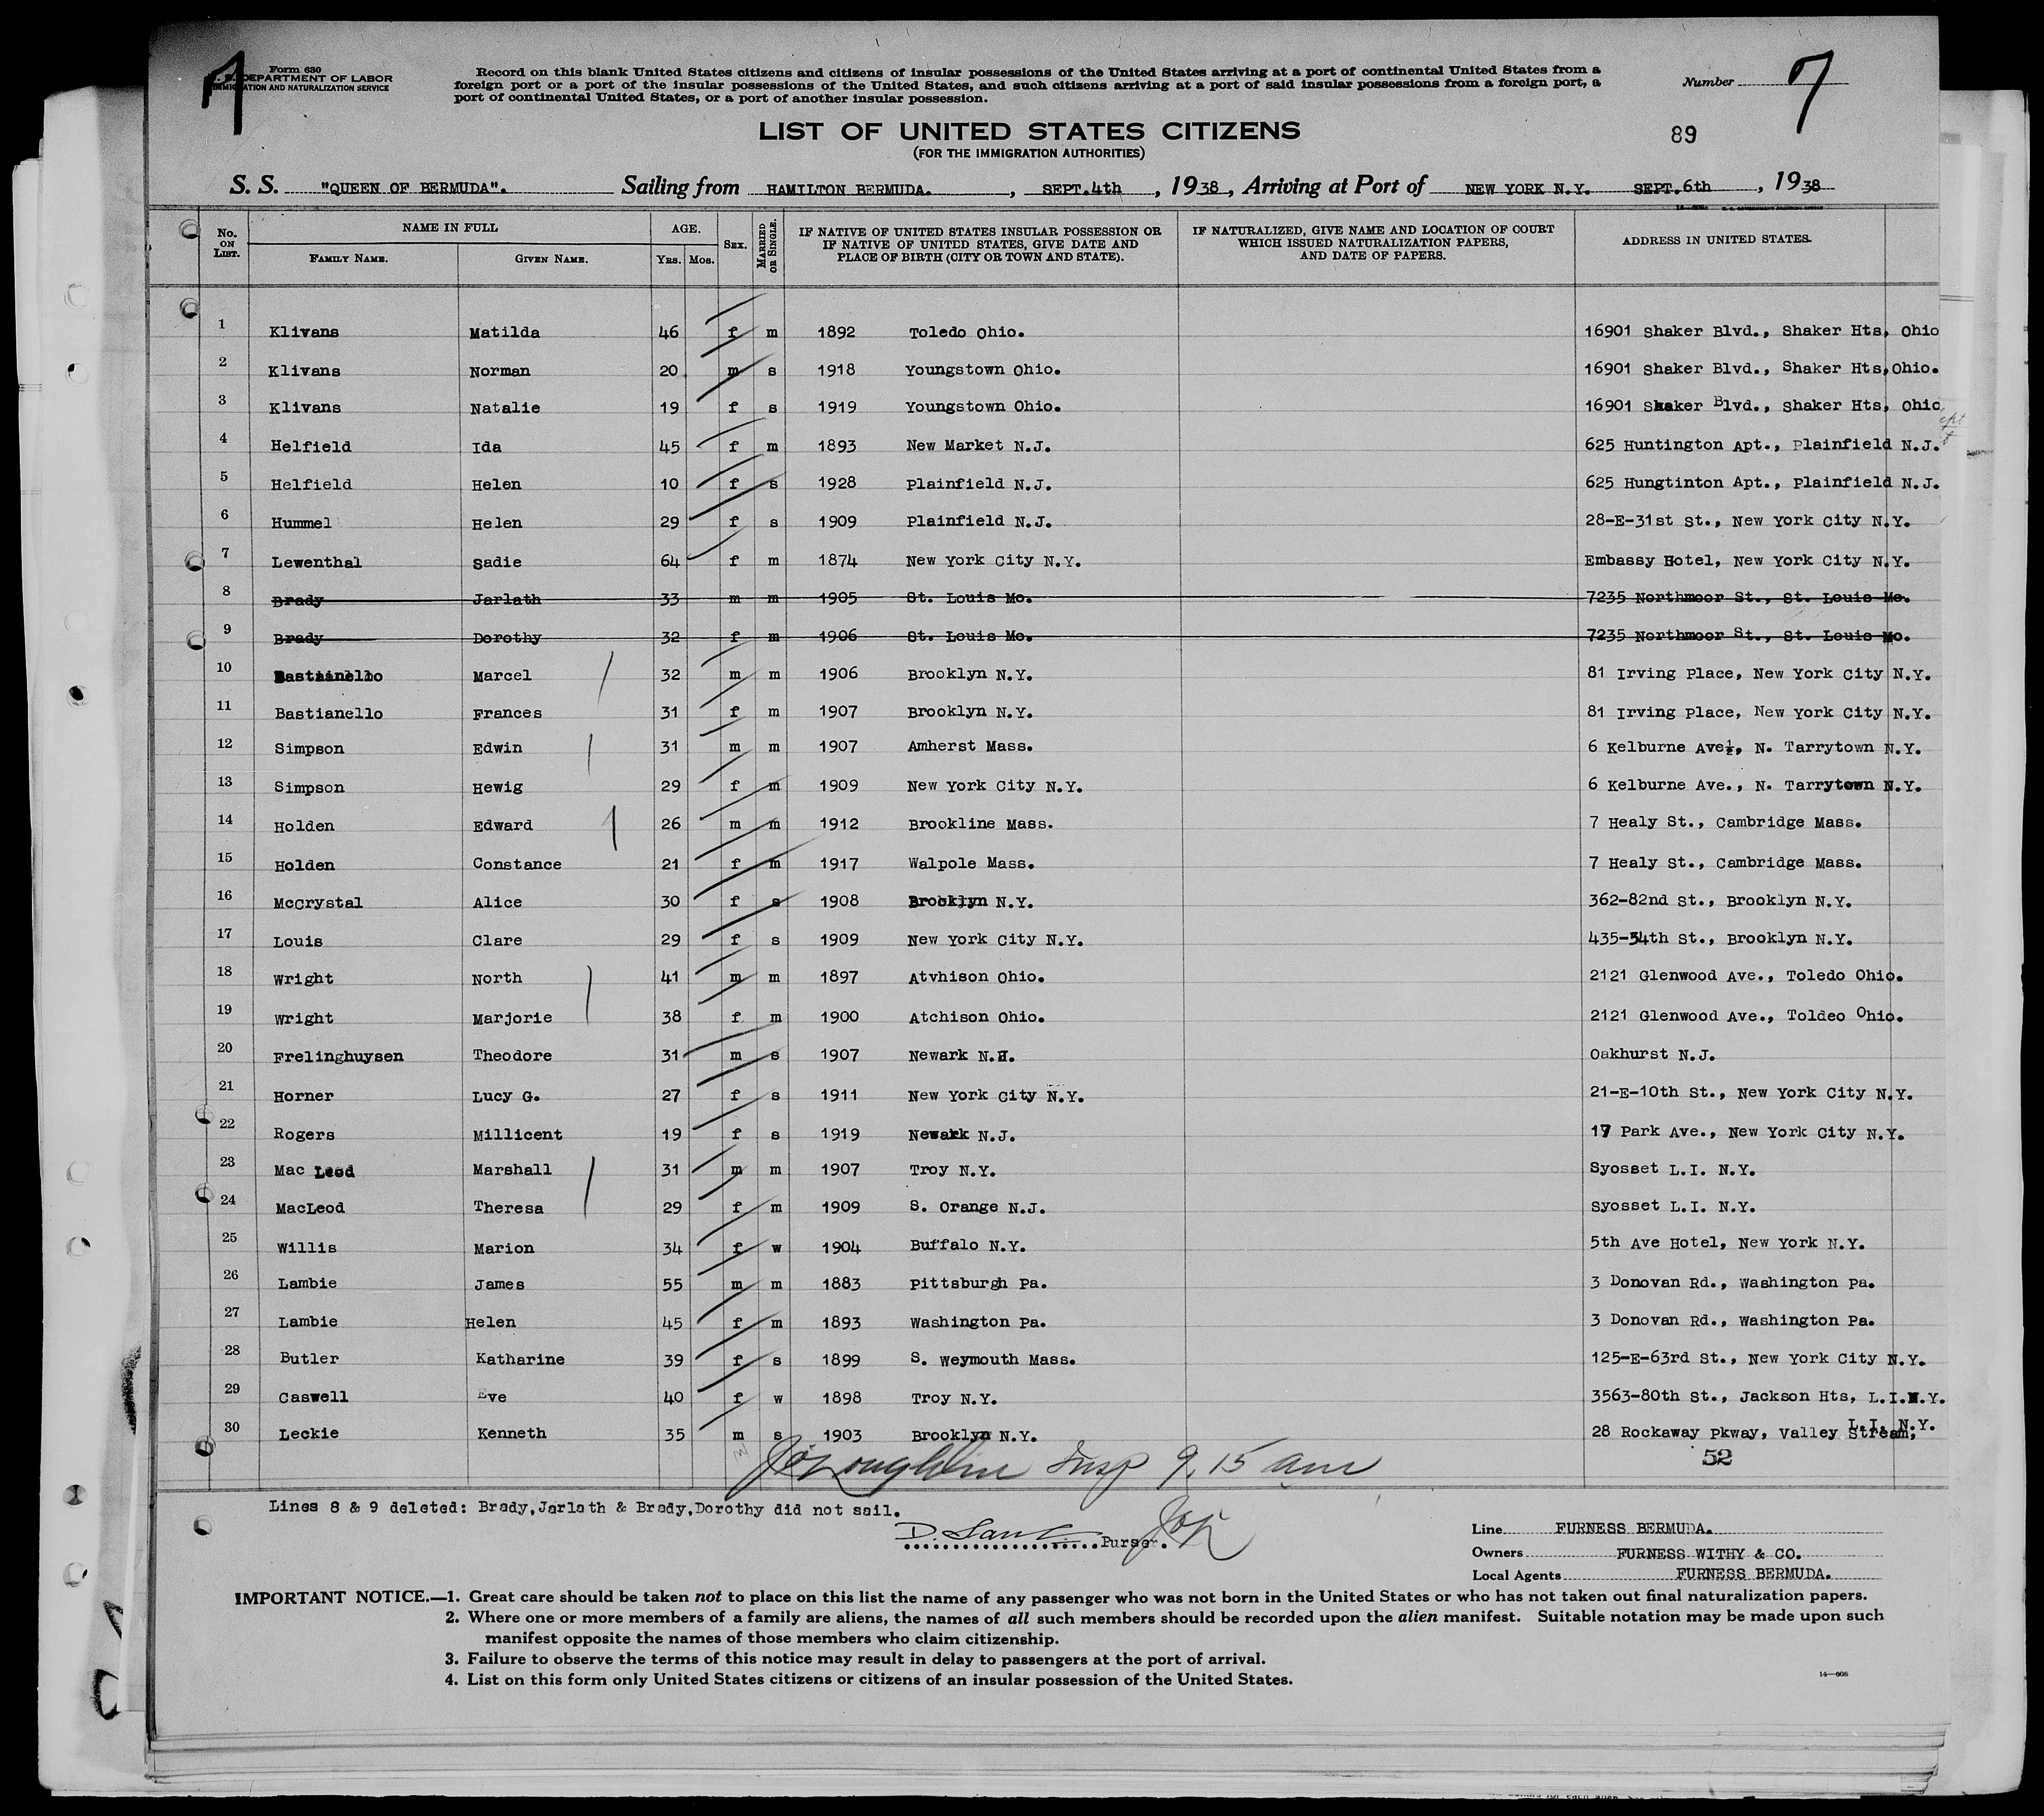 Form 630
U. S. DEPARTMENT OF LABOR
IMMIGRATION AND NATURALIZATION SERVICE
Record on this blank United States citizens and citizens of insular possessions of the United States arriving at a port of continental United States from a
foreign port or a port of the insular possessions of the United States, and such citizens arriving at a port of said insular possessions from a foreign port, a
port of continental United States, or a port of another insular possession.
Number 7
LIST OF UNITED STATES CITIZENS
(FOR THE IMMIGRATION AUTHORITIES)
89
S. S. "QUEEN OF BERMUDA". Sailing from HAMILTON BERMUDA. , SEPT.4th , 1938, Arriving at Port of NEW YORK N.Y. SEPT.6th , 1938
No. ON LIST. NAME IN FULL FAMILY NAME. GIVEN NAME. AGE. YRS. MOS. SEX. MARRIED OR SINGLE. IF NATIVE OF UNITED STATES INSULAR POSSESSION OR IF NATIVE OF UNITED STATES, GIVE DATE AND PLACE OF BIRTH (CITY OR TOWN AND STATE). IF NATURALIZED, GIVE NAME AND LOCATION OF COURT WHICH ISSUED NATURALIZATION PAPERS, AND DATE OF PAPERS. ADDRESS IN UNITED STATES.
1 Klivans Matilda 46 f m 1892 Toledo Ohio. 16901 Shaker Blvd., Shaker Hts, Ohio
2 Klivans Norman 20 m s 1918 Youngstown Ohio. 16901 Shaker Blvd., Shaker Hts,Ohio.
3 Klivans Natalie 19 f s 1919 Youngstown Ohio. 16901 Shaker Blvd., Shaker Hts, Ohio
4 Helfield Ida 45 f m 1893 New Market N.J. 625 Huntington Apt., Plainfield N.J.
5 Helfield Helen 10 f s 1928 Plainfield N.J. 625 Hungtinton Apt., Plainfield N.J.
6 Hummel Helen 29 f s 1909 Plainfield N.J. 28-E-31st St., New York City N.Y.
7 Lewenthal Sadie 64 f m 1874 New York City N.Y. Embassy Hotel, New York City N.Y.
8 Brady Jarlath 33 m m 1905 St. Louis Mo. 7235 Northmoor St., St. Louis Mo.
9 Brady Dorothy 32 f m 1906 St. Louis Mo. 7235 Northmoor St., St. Louis Mo.
10 Bastianello Marcel 32 m m 1906 Brooklyn N.Y. 81 Irving Place, New York City N.Y.
11 Bastianello Frances 31 f m 1907 Brooklyn N.Y. 81 Irving Place, New York City N.Y.
12 Simpson Edwin 31 m m 1907 Amherst Mass. 6 Kelburne Ave., N. Tarrytown N.Y.
13 Simpson Hewig 29 f m 1909 New York City N.Y. 6 Kelburne Ave., N. Tarrytown N.Y.
14 Holden Edward 26 m m 1912 Brookline Mass. 7 Healy St., Cambridge Mass.
15 Holden Constance 21 f m 1917 Walpole Mass. 7 Healy St., Cambridge Mass.
16 McCrystal Alice 30 f s 1908 Brooklyn N.Y. 362-82nd St., Brooklyn N.Y.
17 Louis Clare 29 f s 1909 New York City N.Y. 435-34th St., Brooklyn N.Y.
18 Wright North 41 m m 1897 Atvhison Ohio. 2121 Glenwood Ave., Toledo Ohio.
19 Wright Marjorie 38 f m 1900 Atchison Ohio. 2121 Glenwood Ave., Toldeo Ohio.
20 Frelinghuysen Theodore 31 m s 1907 Newark N.H. Oakhurst N.J.
21 Horner Lucy G. 27 f s 1911 New York City N.Y. 21-E-10th St., New York City N.Y.
22 Rogers Millicent 19 f s 1919 Newark N.J. 17 Park Ave., New York City N.Y.
23 Mac Leod Marshall 31 m m 1907 Troy N.Y. Syosset L.I. N.Y.
24 MacLeod Theresa 29 f m 1909 S. Orange N.J. Syosset L.I. N.Y.
25 Willis Marion 34 f w 1904 Buffalo N.Y. 5th Ave Hotel, New York N.Y.
26 Lambie James 55 m m 1883 Pittsburgh Pa. 3 Donovan Rd., Washington Pa.
27 Lambie Helen 45 f m 1893 Washington Pa. 3 Donovan Rd., Washington Pa.
28 Butler Katharine 39 f s 1899 S. Weymouth Mass. 125-E-63rd St., New York City N.Y.
29 Caswell Eve 40 f w 1898 Troy N.Y. 3563-80th St., Jackson Hts, L.I.N.Y.
30 Leckie Kenneth 35 m s 1903 Brooklyn N.Y. 28 Rockaway Pkway, Valley Stream, L.I. N.Y.
Insp 9.15 am
52
Lines 8 & 9 deleted: Brady,Jarlath & Brady,Dorothy did not sail.
Purser.
Line FURNESS BERMUDA.
Owners FURNESS WITHY & CO.
Local Agents FURNESS BERMUDA.
IMPORTANT NOTICE.—1. Great care should be taken not to place on this list the name of any passenger who was not born in the United States or who has not taken out final naturalization papers.
2. Where one or more members of a family are aliens, the names of all such members should be recorded upon the alien manifest. Suitable notation may be made upon such
manifest opposite the names of those members who claim citizenship.
3. Failure to observe the terms of this notice may result in delay to passengers at the port of arrival.
4. List on this form only United States citizens or citizens of an insular possession of the United States.
14—608